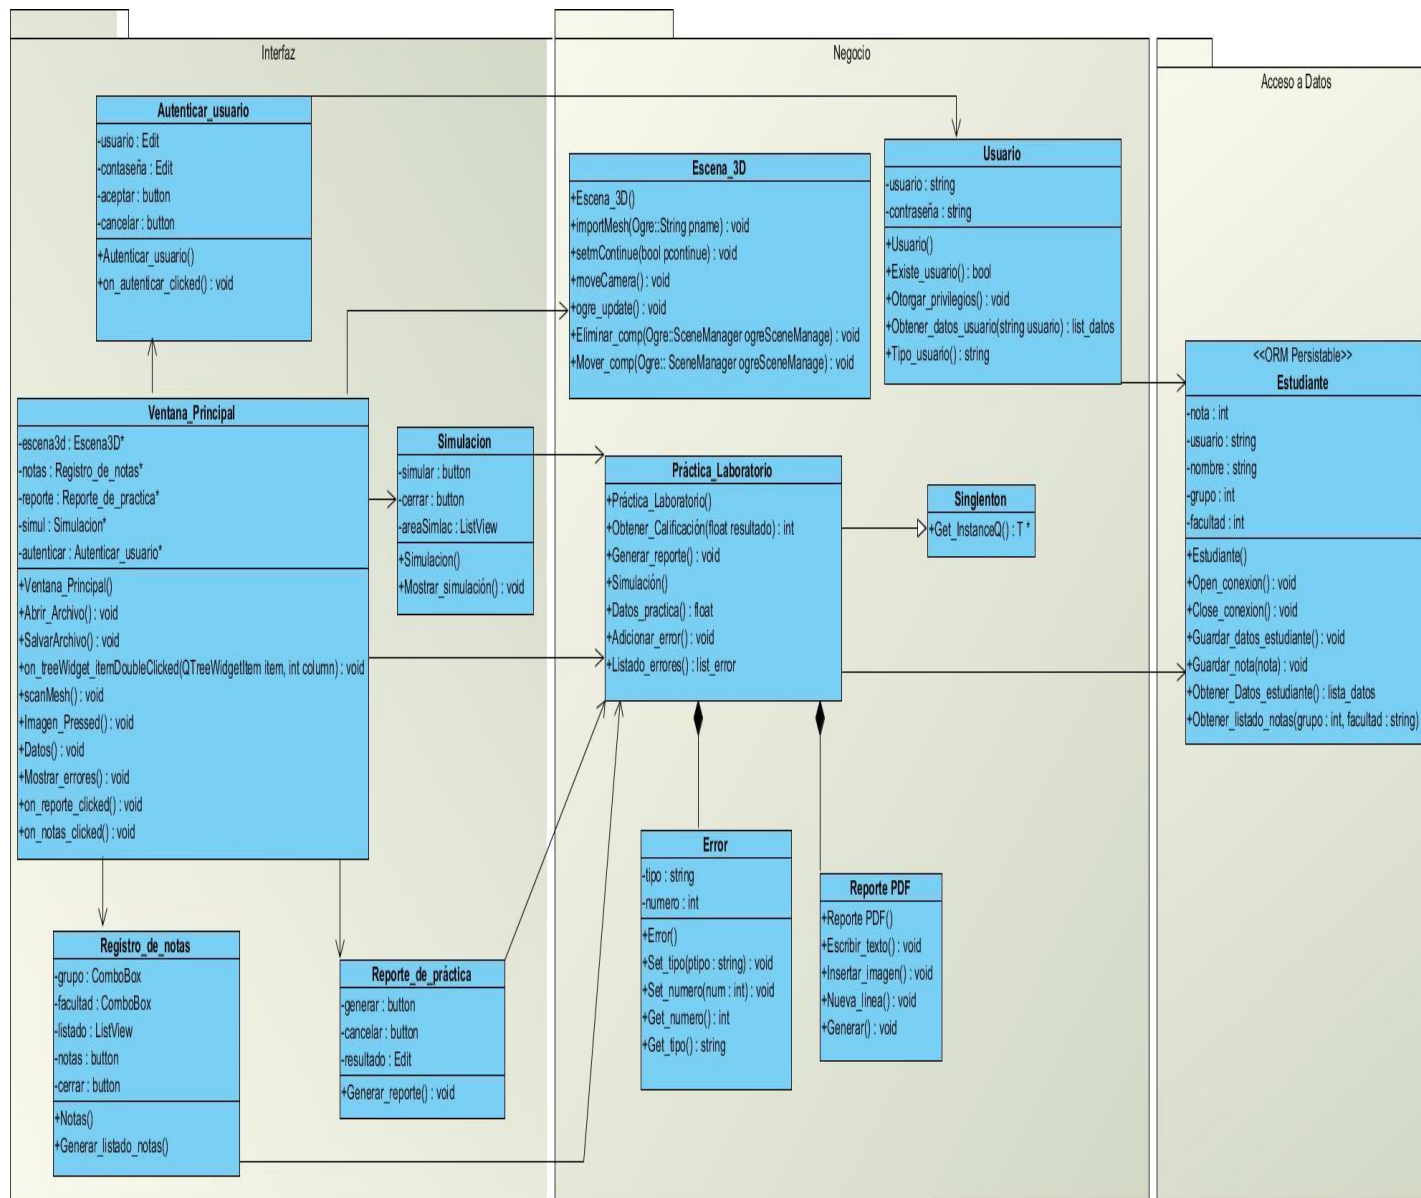 Interfaz
Autenticar_usuario
-usuario : Edit
-contaseña : Edit
-aceptar : button
-cancelar : button
+Autenticar_usuario()
+on_autenticar_clicked() : void
Ventana_Principal
-escena3d : Escena3D*
-notas : Registro_de_notas*
-reporte : Reporte_de_practica*
-simul : Simulacion*
-autenticar : Autenticar_usuario*
+Ventana_Principal()
+Abrir_Archivo() : void
+SalvarArchivo() : void
+on_treeWidget_itemDoubleClicked(QTreeWidgetItem item, int column) : void
+scanMesh() : void
+Imagen_Pressed() : void
+Datos() : void
+Mostrar_errores() : void
+on_reporte_clicked() : void
+on_notas_clicked() : void
Simulacion
-simular : button
-cerrar : button
-areaSimlac : ListView
+Simulacion()
+Mostrar_simulación() : void
Registro_de_notas
-grupo : ComboBox
-facultad : ComboBox
-listado : ListView
-notas : button
-cerrar : button
+Notas()
+Generar_listado_notas()
Reporte_de_práctica
-generar : button
-cancelar : button
-resultado : Edit
+Generar_reporte() : void
Negocio
Escena_3D
+Escena_3D()
+importMesh(Ogre::String pname) : void
+setmContinue(bool pcontinue) : void
+moveCamera() : void
+ogre_update() : void
+Eliminar_comp(Ogre::SceneManager ogreSceneManage) : void
+Mover_comp(Ogre:: SceneManager ogreSceneManage) : void
Usuario
-usuario : string
-contraseña : string
+Usuario()
+Existe_usuario() : bool
+Otorgar_privilegios() : void
+Obtener_datos_usuario(string usuario) : list_datos
+Tipo_usuario() : string
Práctica_Laboratorio
+Práctica_Laboratorio()
+Obtener_Calificación(float resultado) : int
+Generar_reporte() : void
+Simulación()
+Datos_practica() : float
+Adicionar_error() : void
+Listado_errores() : list_error
Singlenton
+Get_InstanceQ() : T *
Error
-tipo : string
-numero : int
+Error()
+Set_tipo(ptipo : string) : void
+Set_numero(num : int) : void
+Get_numero() : int
+Get_tipo() : string
Reporte PDF
+Reporte PDF()
+Escribir_texto() : void
+Insertar_imagen() : void
+Nueva_linea() : void
+Generar() : void
Acceso a Datos
<<ORM Persistable>>
Estudiante
-nota : int
-usuario : string
-nombre : string
-grupo : int
-facultad : int
+Estudiante()
+Open_conexion() : void
+Close_conexion() : void
+Guardar_datos_estudiante() : void
+Guardar_nota(nota) : void
+Obtener_Datos_estudiante() : lista_datos
+Obtener_listado_notas(grupo : int, facultad : string)